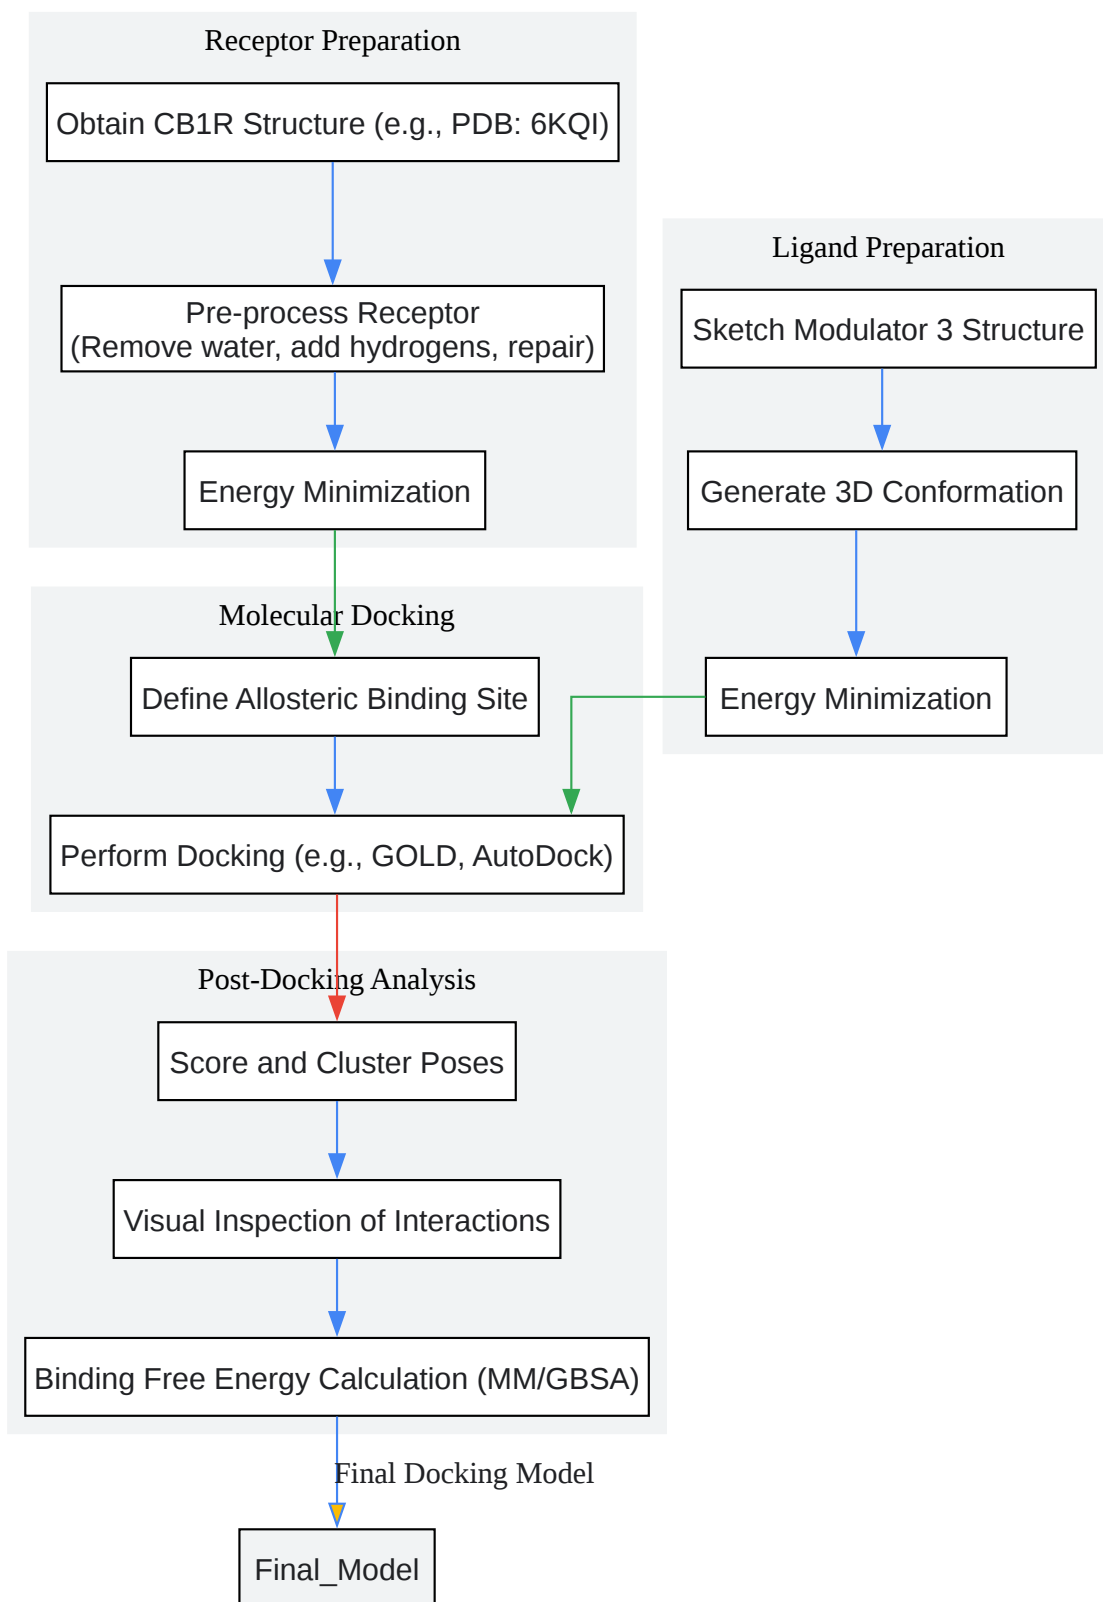 Receptor Preparation
Obtain CB1R Structure (e.g., PDB: 6KQI)
Pre-process Receptor
(Remove water, add hydrogens, repair)
Energy Minimization
Ligand Preparation
Sketch Modulator 3 Structure
Generate 3D Conformation
Energy Minimization
Molecular Docking
Define Allosteric Binding Site
Perform Docking (e.g., GOLD, AutoDock)
Post-Docking Analysis
Score and Cluster Poses
Visual Inspection of Interactions
Binding Free Energy Calculation (MM/GBSA)
Final Docking Model
Final_Model